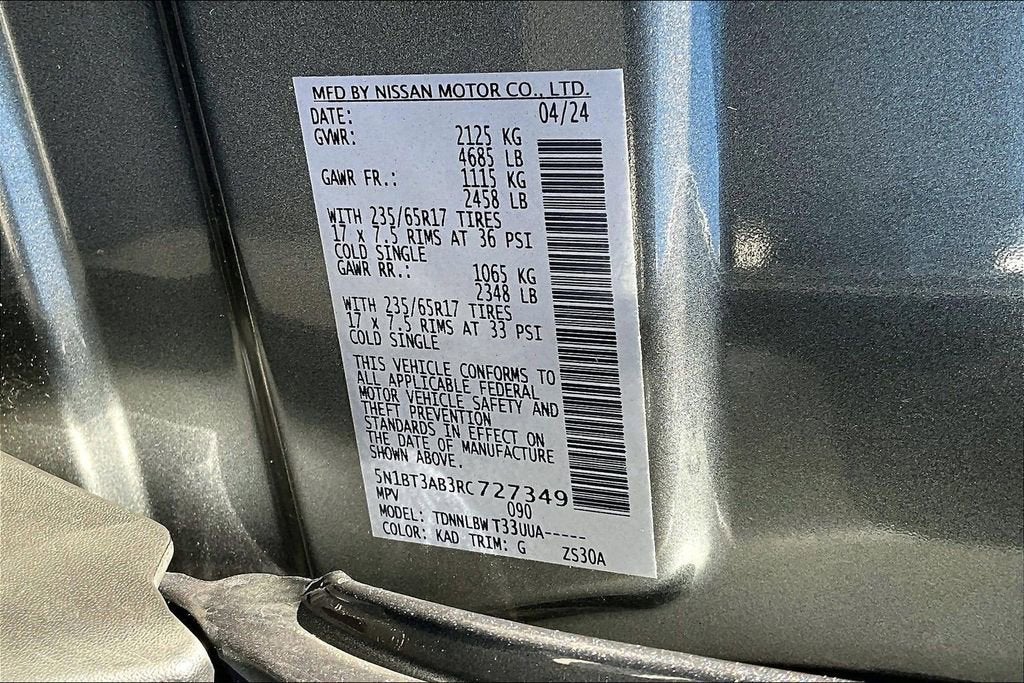 MFD BY NISSAN MOTOR CO., LTD.
DATE: 04/24
GVWR: 2125 KG
4685 LB
GAWR FR.: 1115 KG
2458 LB
WITH 235/65R17 TIRES
17 x 7.5 RIMS AT 36 PSI
COLD SINGLE
GAWR RR.: 1065 KG
2348 LB
WITH 235/65R17 TIRES
17 x 7.5 RIMS AT 33 PSI
COLD SINGLE
THIS VEHICLE CONFORMS TO
ALL APPLICABLE FEDERAL
MOTOR VEHICLE SAFETY AND
THEFT PREVENTION
STANDARDS IN EFFECT ON
THE DATE OF MANUFACTURE
SHOWN ABOVE.
5N1BT3AB3RC727349
MPV 090
MODEL: TDNNLBWT33UUA-----
COLOR: KAD TRIM: G ZS30A